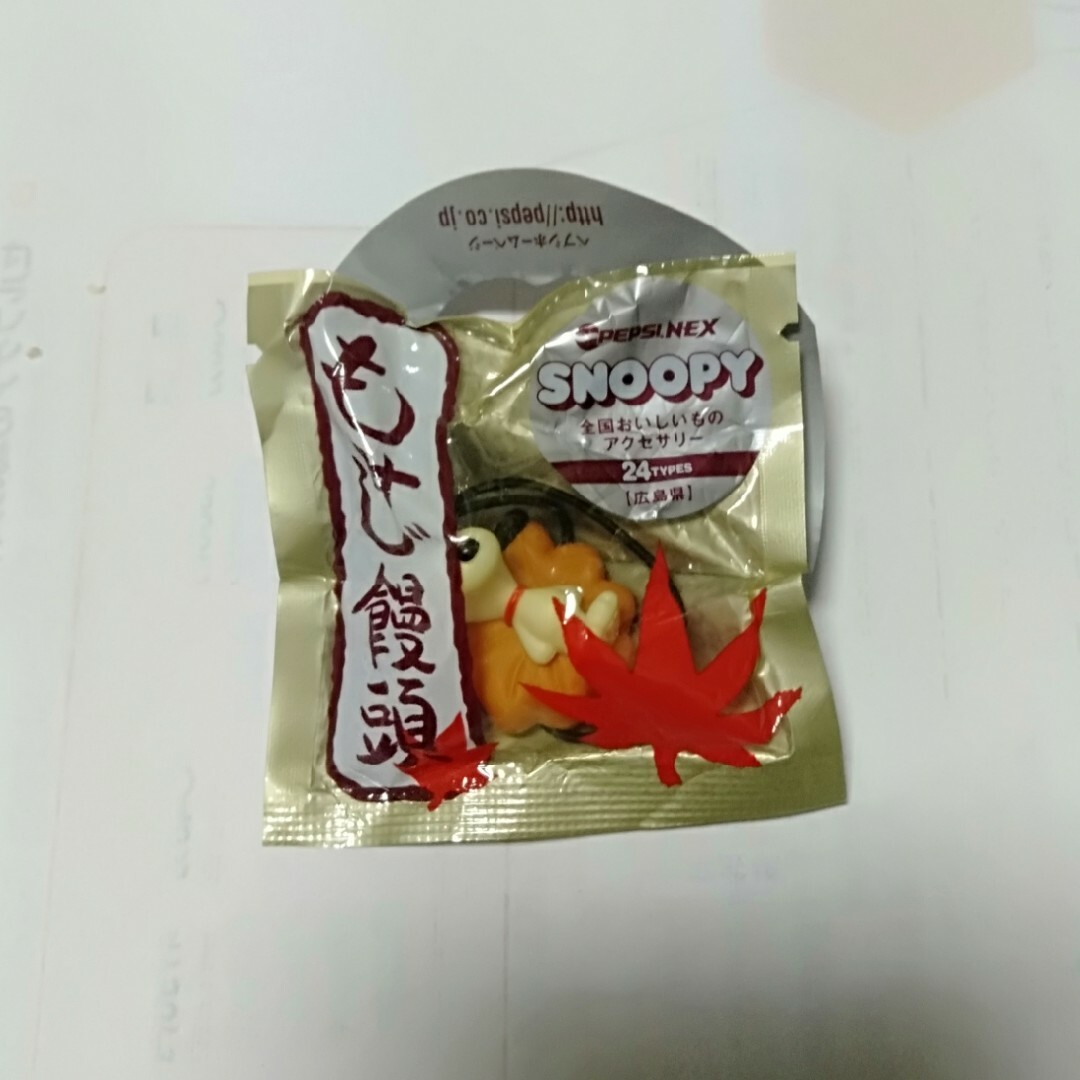 ペプシホームページ
http://pepsi.co.jp
PEPSI.NEX
SNOOPY
全国おいしいもの
アクセサリー
24TYPES
【広島県】
もみじ饅頭